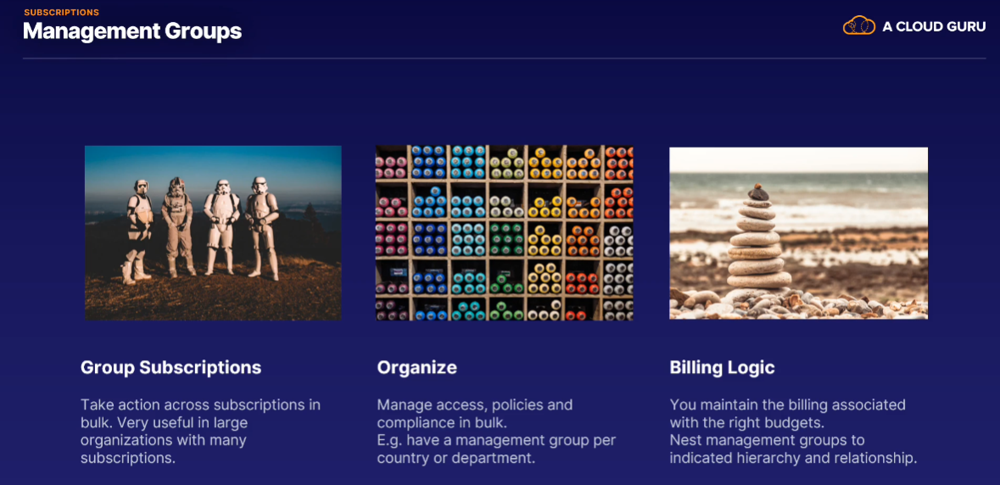 SUBSCRIPTIONS
Management Groups
A CLOUD GURU
Group Subscriptions
Take action across subscriptions in
bulk. Very useful in large
organizations with many
subscriptions.
Organize
Manage access, policies and
compliance in bulk.
E.g. have a management group per
country or department.
Billing Logic
You maintain the billing associated
with the right budgets.
Nest management groups to
indicated hierarchy and relationship.